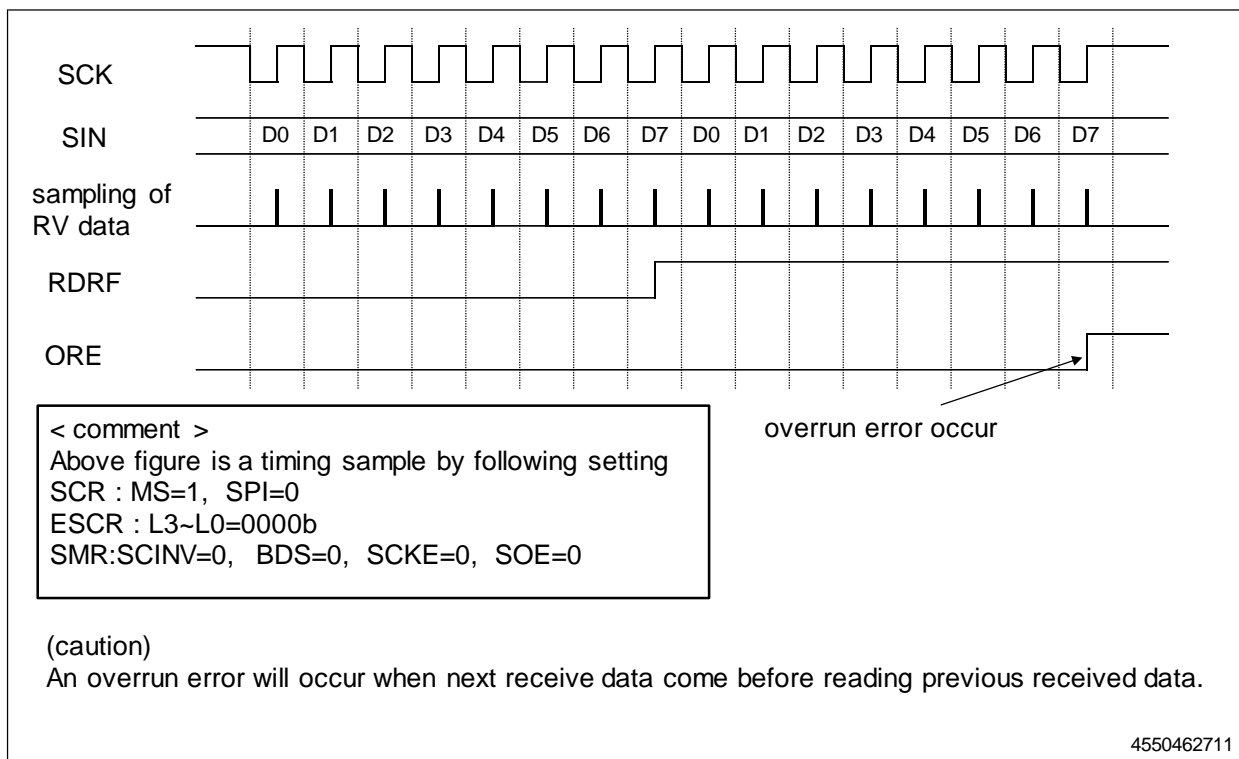 SCK
SIN D0 D1 D2 D3 D4 D5 D6 D7 D0 D1 D2 D3 D4 D5 D6 D7
sampling of
RV data
RDRF
ORE
overrun error occur
< comment >
Above figure is a timing sample by following setting
SCR : MS=1, SPI=0
ESCR : L3~L0=0000b
SMR:SCINV=0, BDS=0, SCKE=0, SOE=0
(caution)
An overrun error will occur when next receive data come before reading previous received data.
4550462711